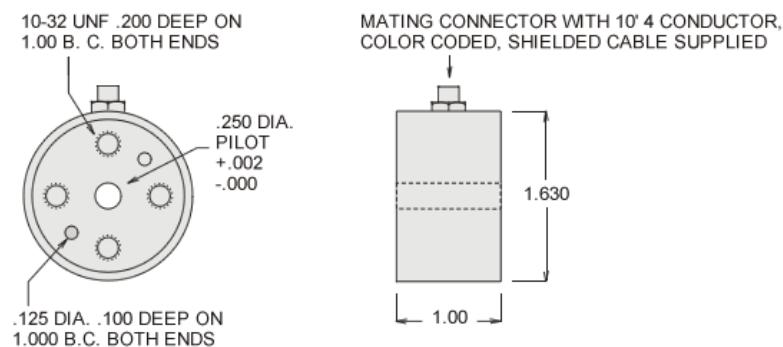 10-32 UNF .200 DEEP ON
1.00 B. C. BOTH ENDS
MATING CONNECTOR WITH 10' 4 CONDUCTOR,
COLOR CODED, SHIELDED CABLE SUPPLIED
.250 DIA.
PILOT
+.002
-.000
1.630
1.00
.125 DIA. .100 DEEP ON
1.000 B.C. BOTH ENDS